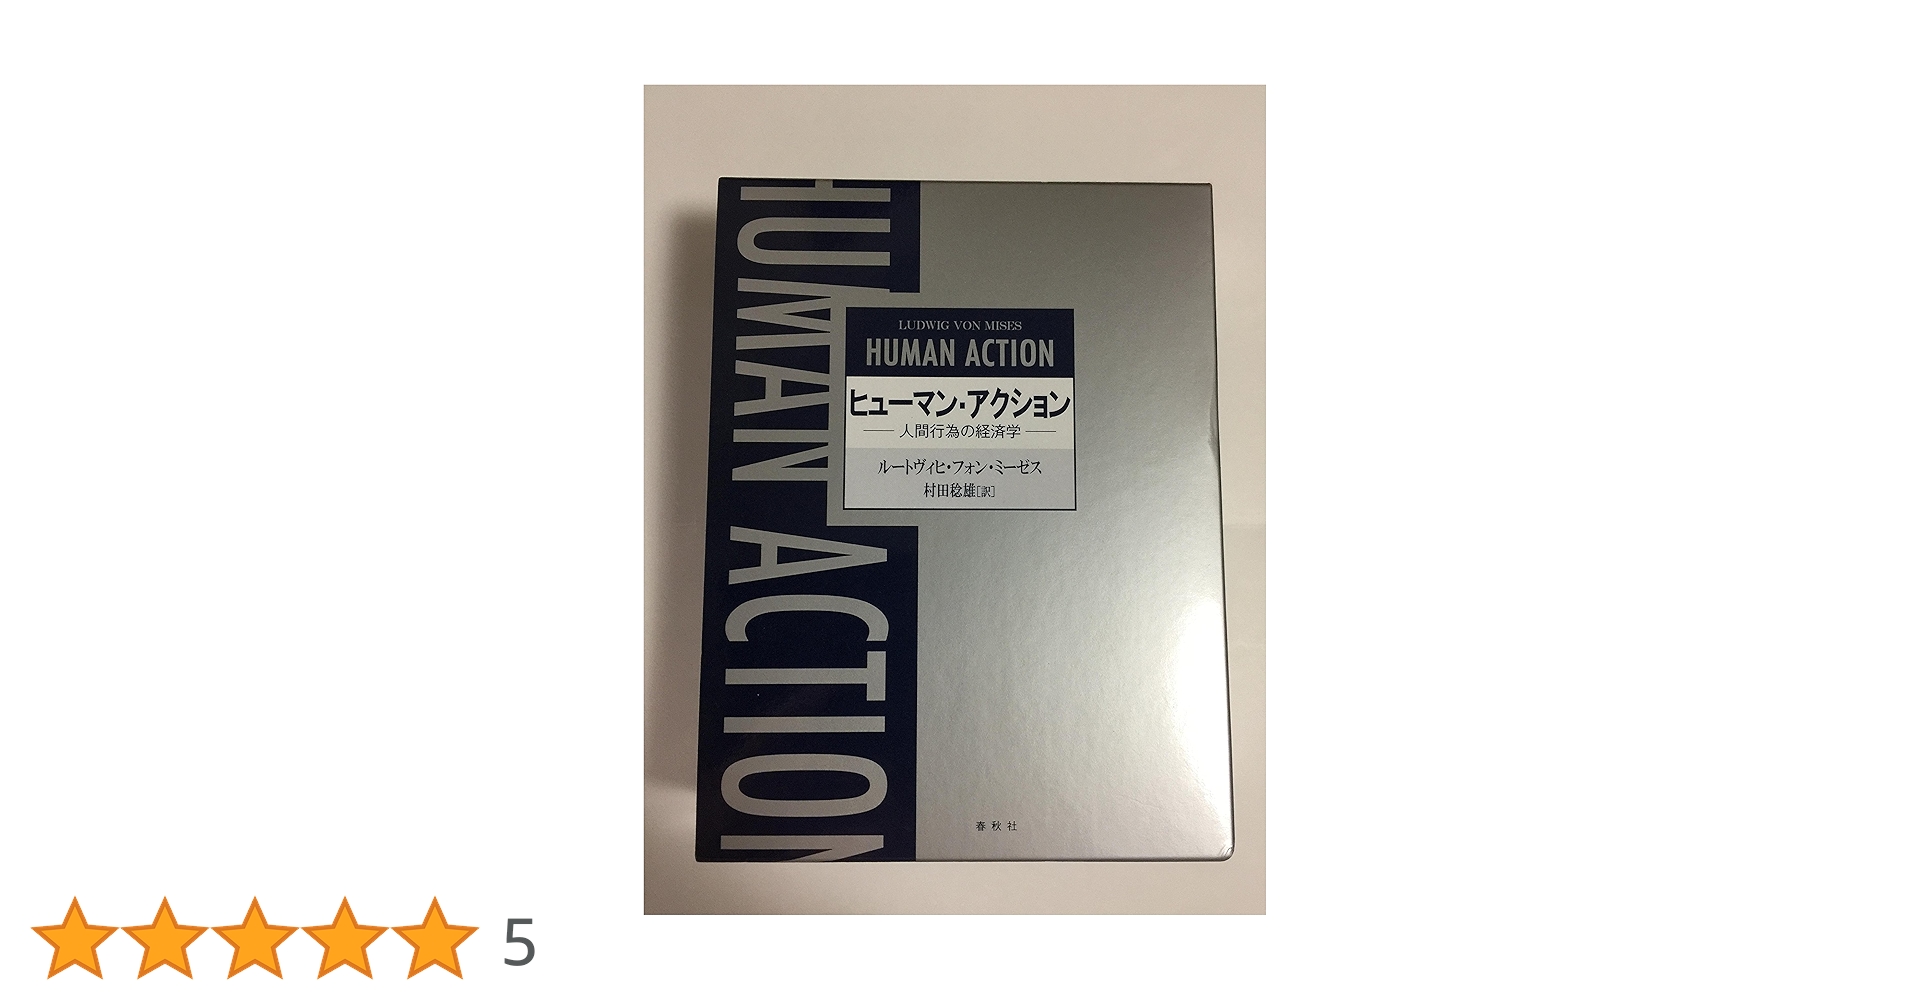 HUMAN ACTION
LUDWIG VON MISES
HUMAN ACTION
ヒューマン・アクション
人間行為の経済学
ルートヴィヒ・フォン・ミーゼス
村田稔雄[訳]
春秋社
5